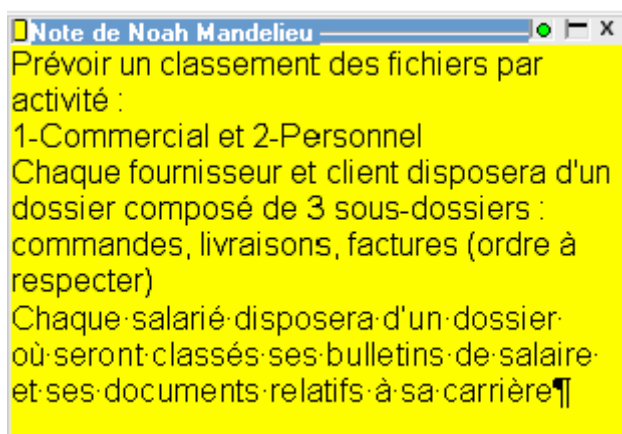 Note de Noah Mandelieu
Prévoir un classement des fichiers par
activité :
1-Commercial et 2-Personnel
Chaque fournisseur et client disposera d'un
dossier composé de 3 sous-dossiers :
commandes, livraisons, factures (ordre à
respecter)
Chaque·salarié·disposera·d'un·dossier·
où·seront·classés·ses·bulletins·de·salaire·
et·ses·documents·relatifs·à·sa·carrière¶